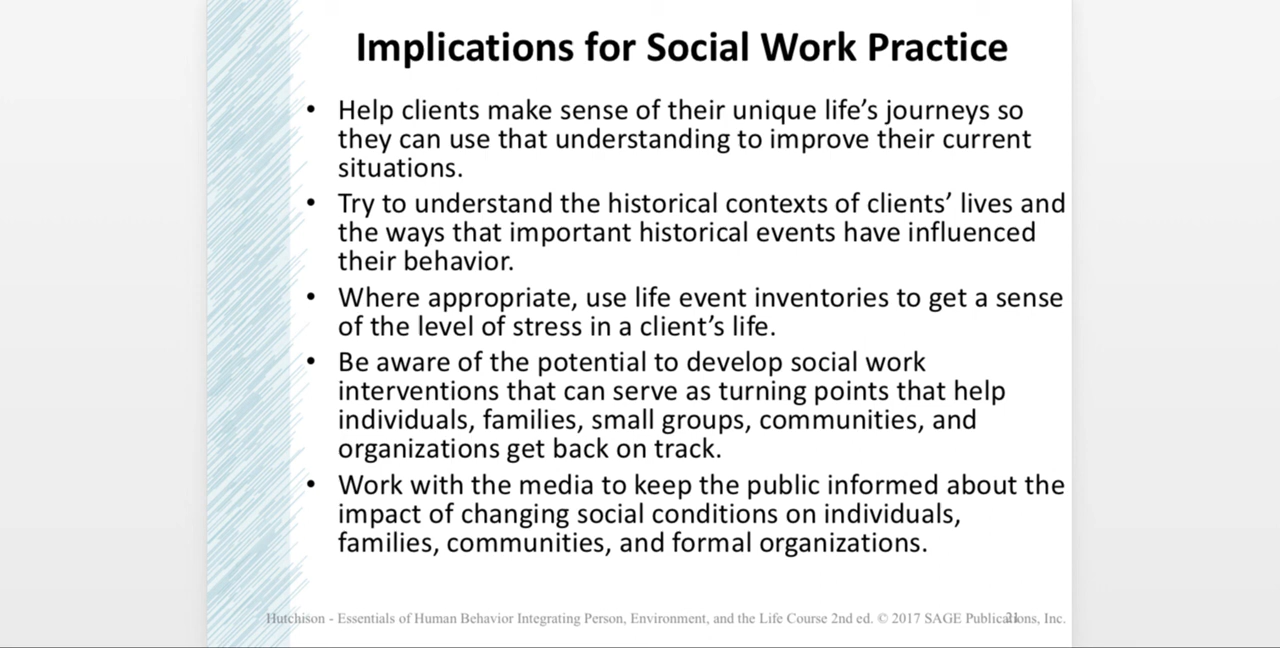 Implications for Social Work Practice
• Help clients make sense of their unique life’s journeys so
they can use that understanding to improve their current
situations.
• Try to understand the historical contexts of clients’ lives and
the ways that important historical events have influenced
their behavior.
• Where appropriate, use life event inventories to get a sense
of the level of stress in a client’s life.
• Be aware of the potential to develop social work
interventions that can serve as turning points that help
individuals, families, small groups, communities, and
organizations get back on track.
• Work with the media to keep the public informed about the
impact of changing social conditions on individuals,
families, communities, and formal organizations.
Hutchison - Essentials of Human Behavior Integrating Person, Environment, and the Life Course 2nd ed. © 2017 SAGE Publications, Inc.
21